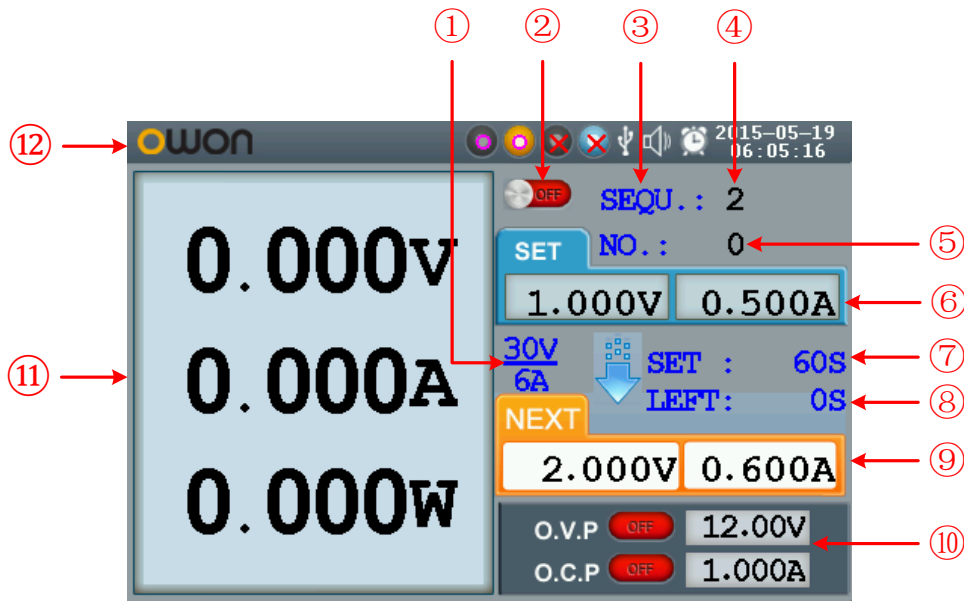 ① ② ③ ④
⑫ owon 2015-05-19
06:05:16
OFF SEQU.: 2
SET NO.: 0 ⑤
0.000V
1.000V 0.500A ⑥
30V
6A
SET : 60S ⑦
⑪ 0.000A
LEFT: 0S ⑧
NEXT
2.000V 0.600A ⑨
0.000W
O.V.P OFF 12.00V
⑩
O.C.P OFF 1.000A